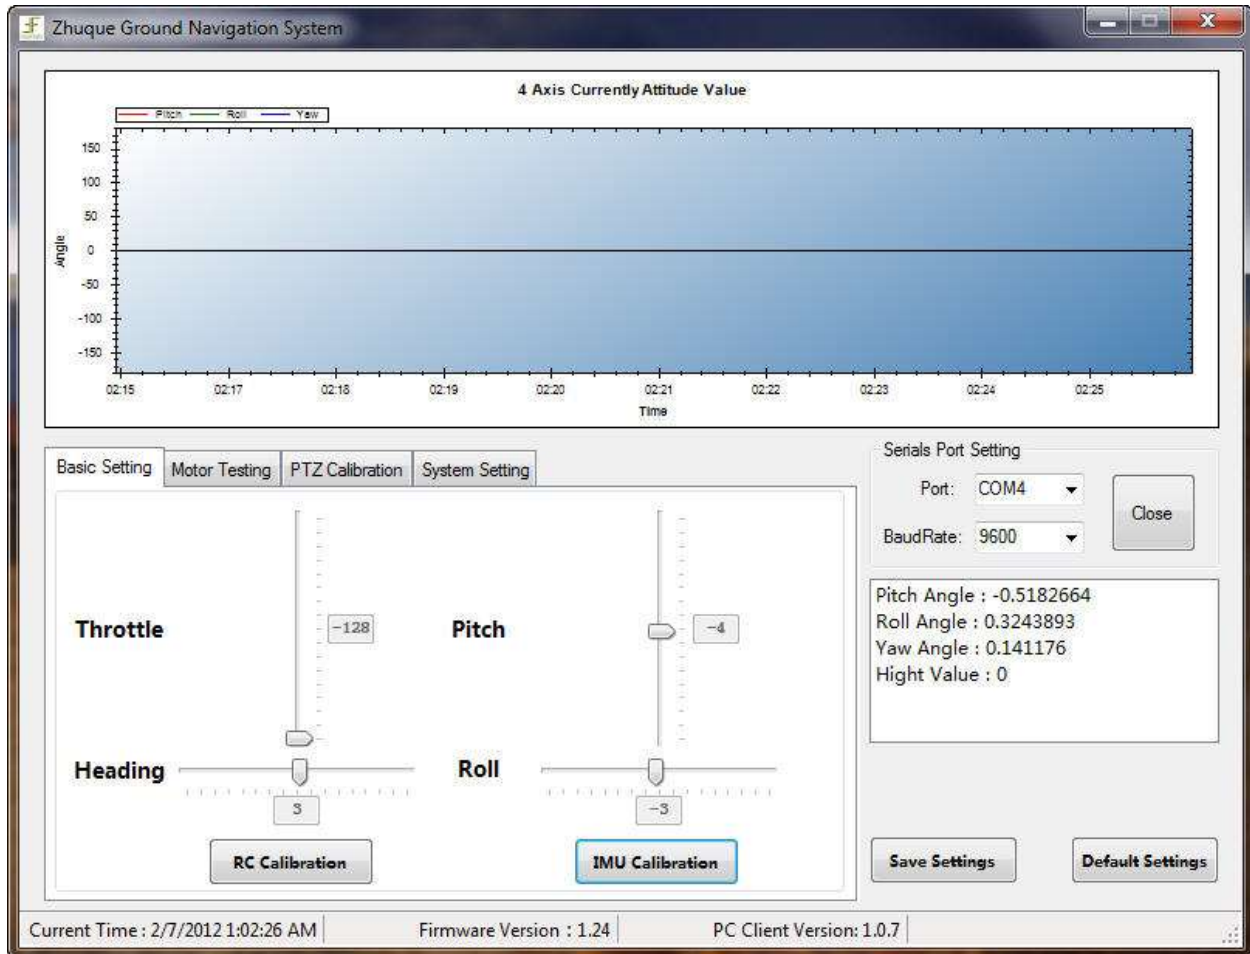 Zhuque Ground Navigation System
4 Axis Currently Attitude Value
Pitch Roll Yaw
150
100
50
0
-50
-100
-150
Angle
02:15 02:17 02:18 02:19 02:20 02:21 02:22 02:23 02:24 02:25
Time
Basic Setting Motor Testing PTZ Calibration System Setting
Throttle
-128
Pitch
-4
Heading
3
Roll
-3
RC Calibration
IMU Calibration
Serials Port Setting
Port: COM4
BaudRate: 9600
Close
Pitch Angle : -0.5182664
Roll Angle : 0.3243893
Yaw Angle : 0.141176
Hight Value : 0
Save Settings
Default Settings
Current Time : 2/7/2012 1:02:26 AM
Firmware Version : 1.24
PC Client Version: 1.0.7